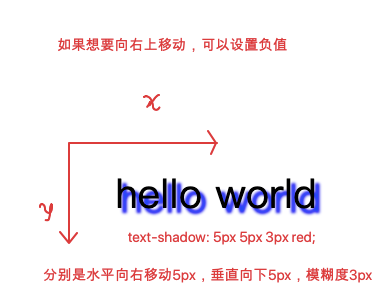 如果想要向右上移动，可以设置负值
x
y
hello world
text-shadow: 5px 5px 3px red;
分别是水平向右移动5px，垂直向下5px，模糊度3px